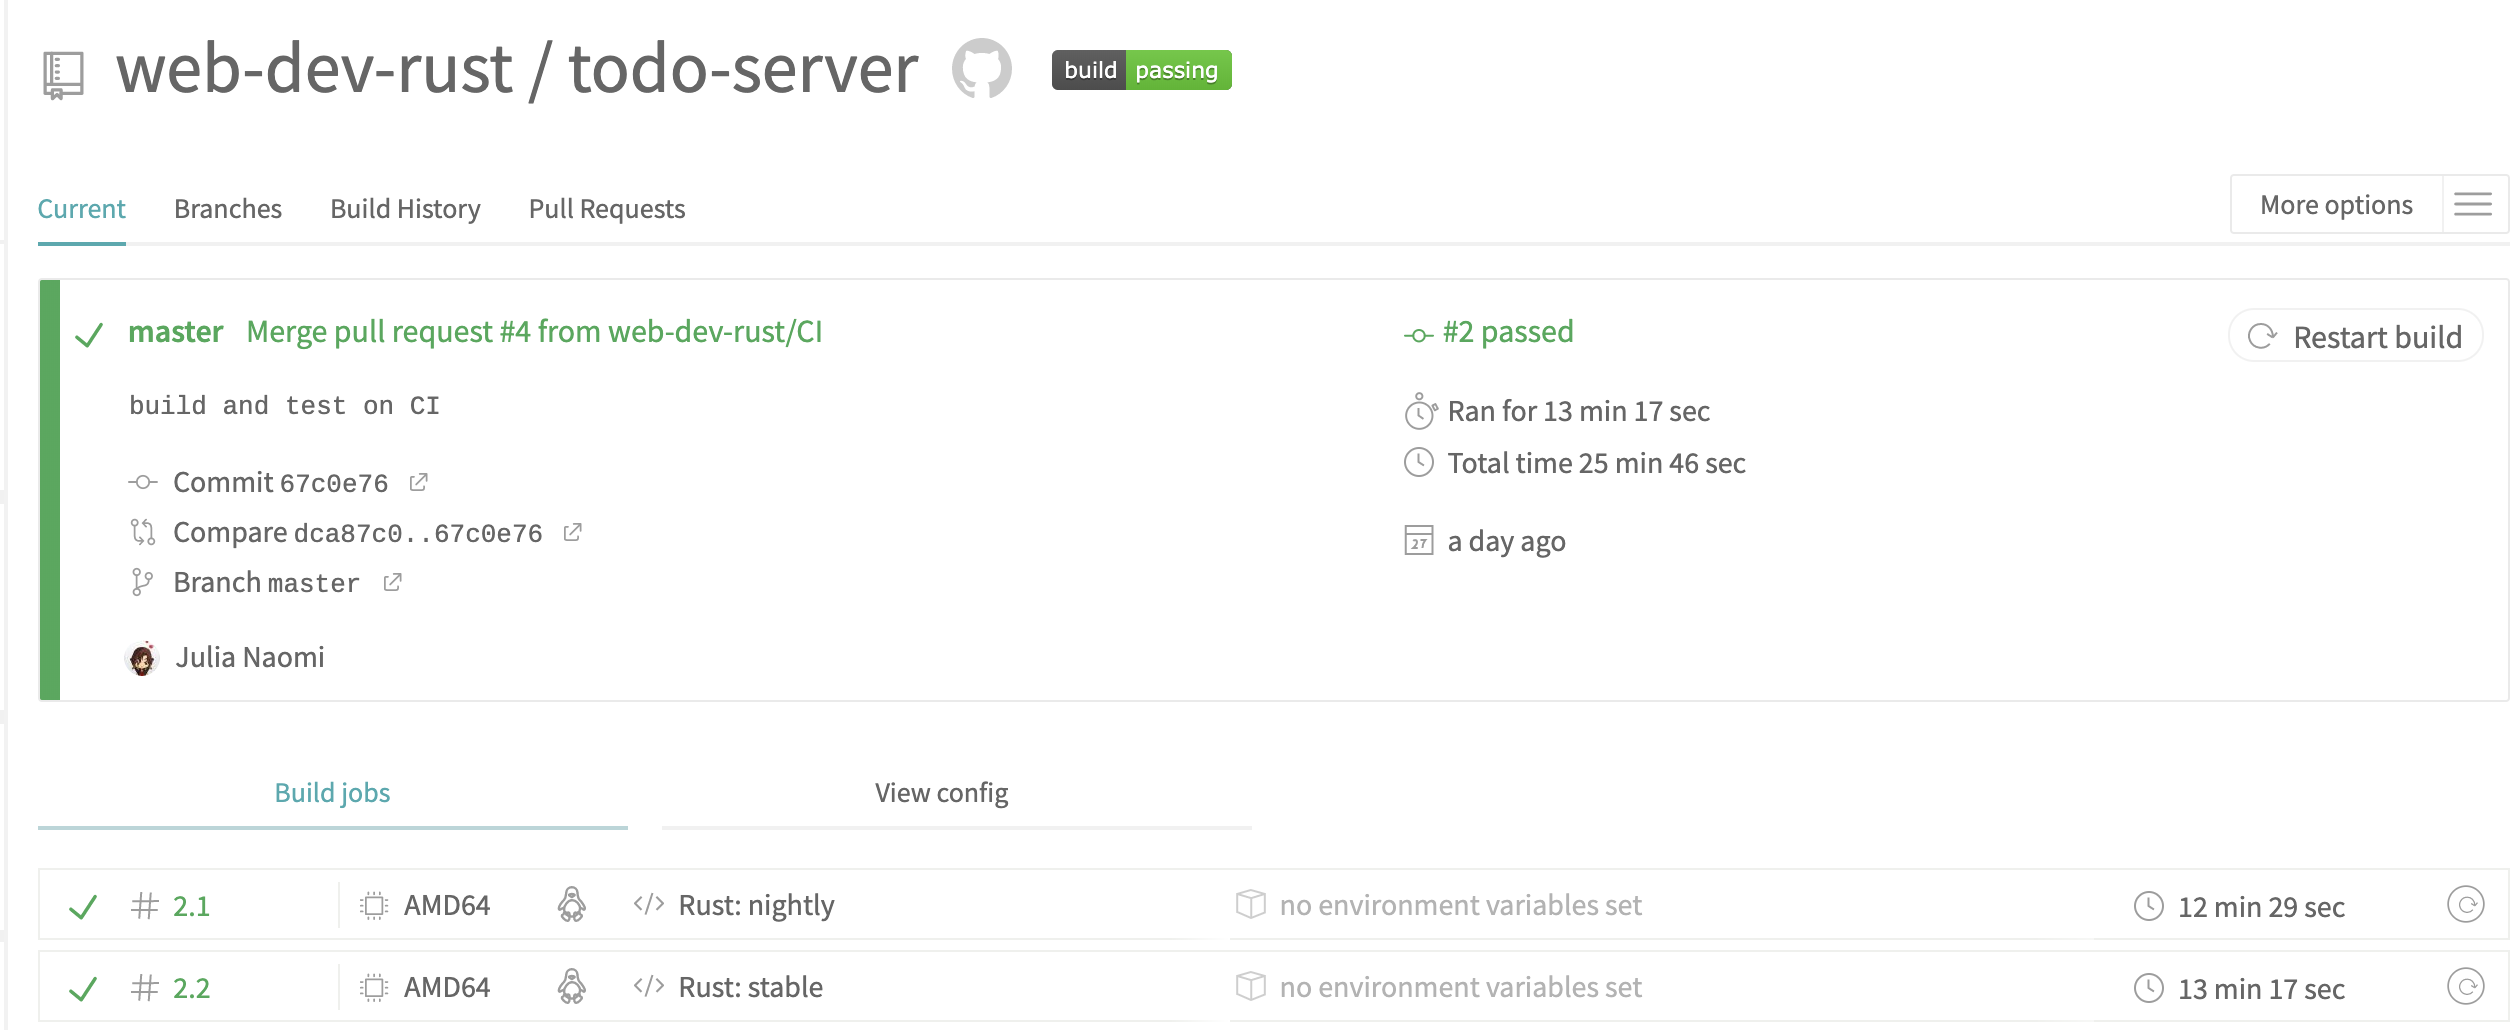 web-dev-rust / todo-server build passing
Current Branches Build History Pull Requests More options
master Merge pull request #4 from web-dev-rust/CI
build and test on CI
Commit 67c0e76
Compare dca87c0..67c0e76
Branch master
Julia Naomi
#2 passed
Ran for 13 min 17 sec
Total time 25 min 46 sec
27 a day ago
Restart build
Build jobs View config
# 2.1 AMD64 </> Rust: nightly no environment variables set 12 min 29 sec
# 2.2 AMD64 </> Rust: stable no environment variables set 13 min 17 sec